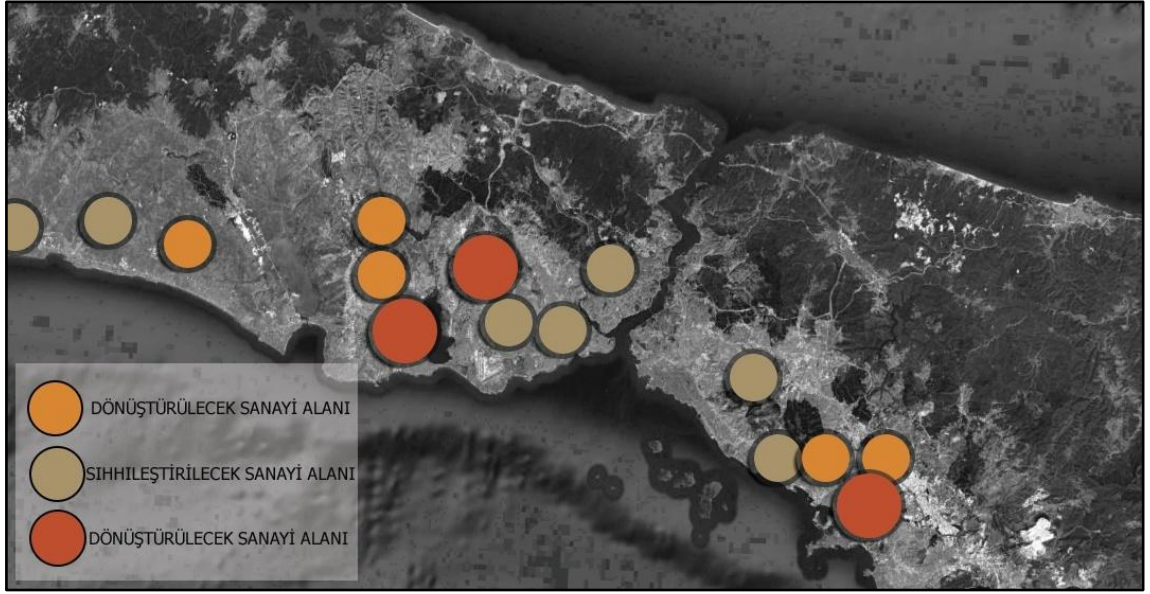 DÖNÜŞTÜRÜLECEK SANAYİ ALANI
SIHHILEŞTİRİLECEK SANAYİ ALANI
DÖNÜŞTÜRÜLECEK SANAYİ ALANI